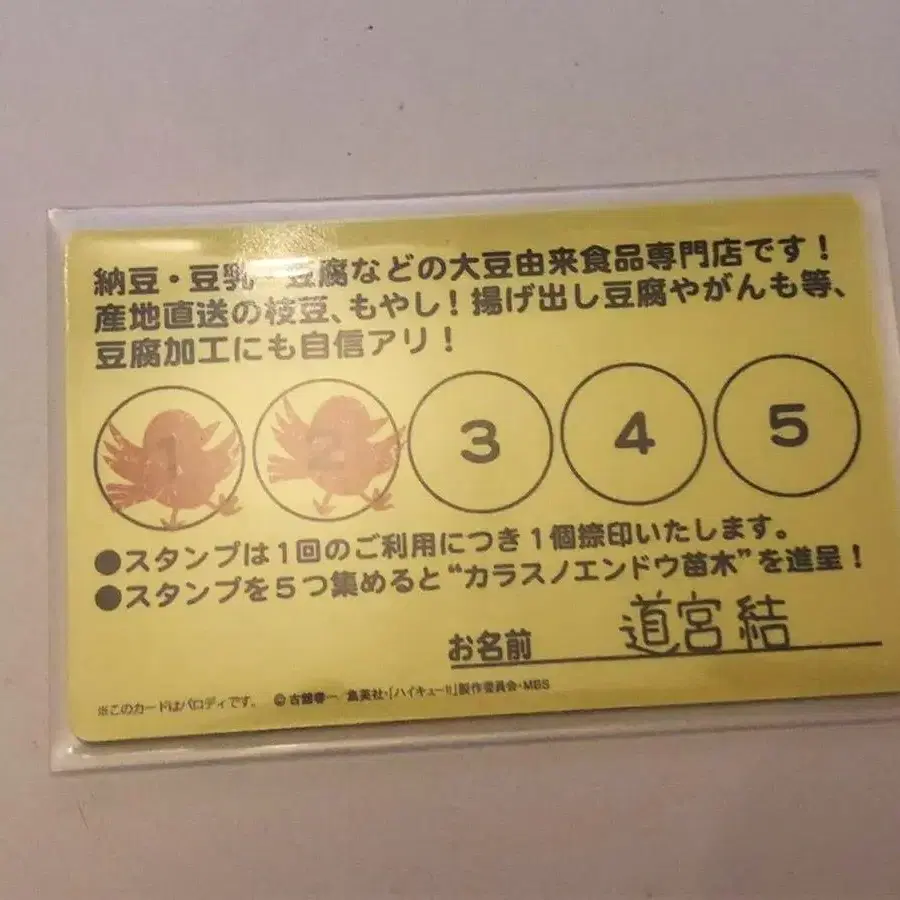 納豆・豆乳・豆腐などの大豆由来食品専門店です！
産地直送の枝豆、もやし！揚げ出し豆腐やがんも等、
豆腐加工にも自信アリ！
1 2 3 4 5
●スタンプは1回のご利用につき1個捺印いたします。
●スタンプを5つ集めると“カラスノエンドウ苗木”を進呈！
お名前 道宮結
※このカードはパロディです。 ©古舘春一／集英社・「ハイキュー!!」製作委員会・MBS